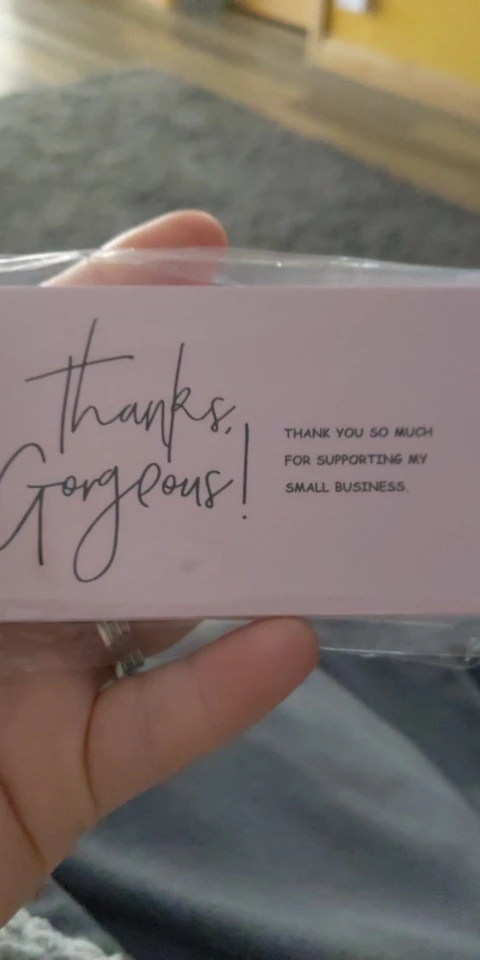 Thanks,
Gorgeous!
THANK YOU SO MUCH
FOR SUPPORTING MY
SMALL BUSINESS.